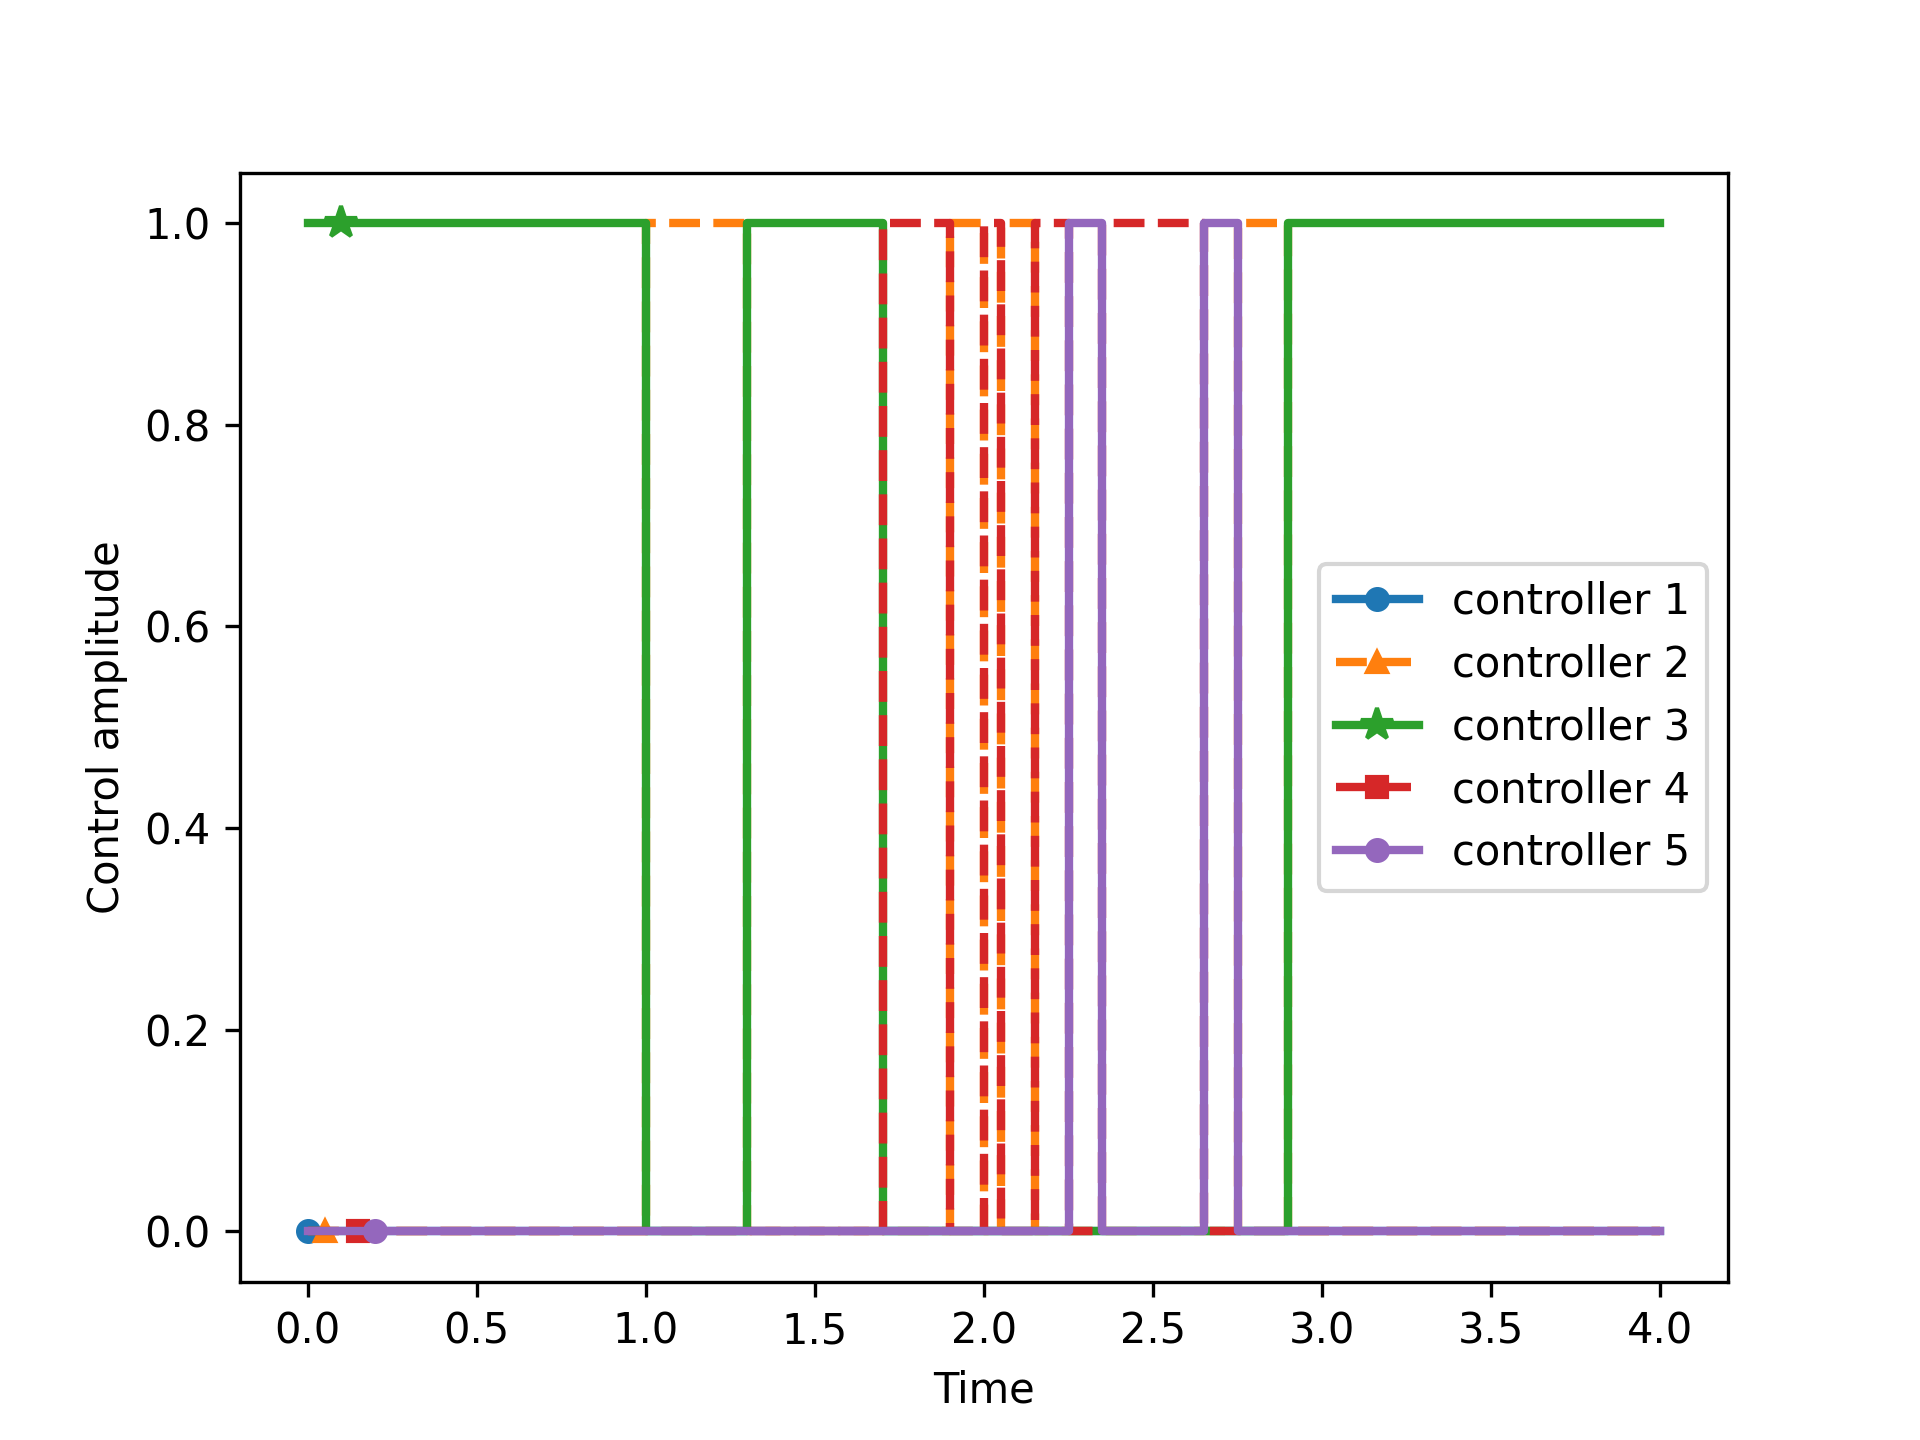 1.0
0.8
0.6
0.4
0.2
0.0
Control amplitude
controller 1
controller 2
controller 3
controller 4
controller 5
0.0 0.5 1.0 1.5 2.0 2.5 3.0 3.5 4.0
Time